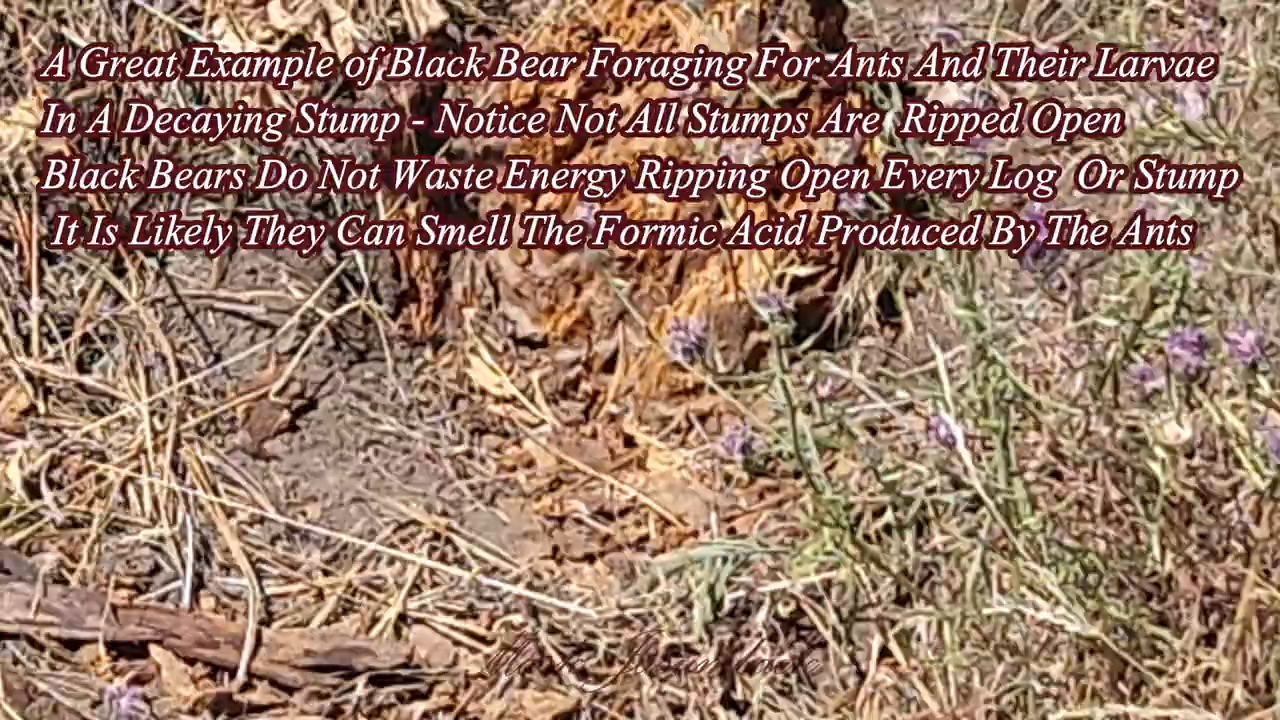 A Great Example of Black Bear Foraging For Ants And Their Larvae
In A Decaying Stump - Notice Not All Stumps Are Ripped Open
Black Bears Do Not Waste Energy Ripping Open Every Log Or Stump
It Is Likely They Can Smell The Formic Acid Produced By The Ants